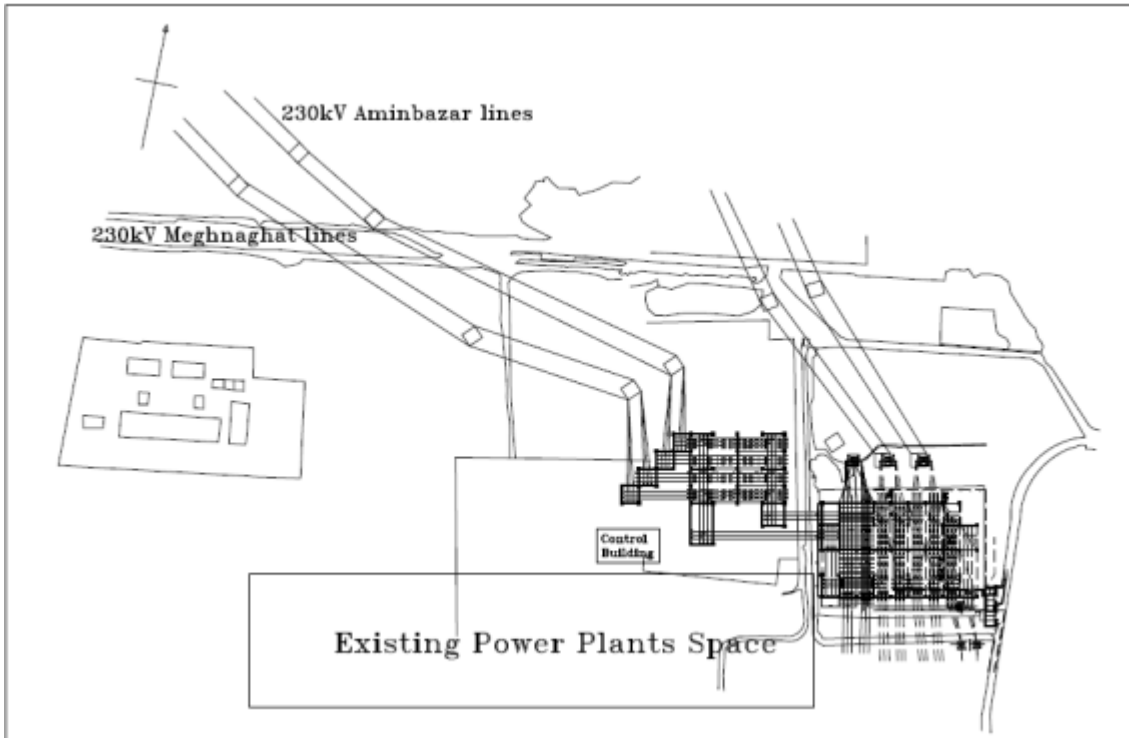 230kV Aminbazar lines
230kV Meghnaghat lines
Control
Building
Existing Power Plants Space